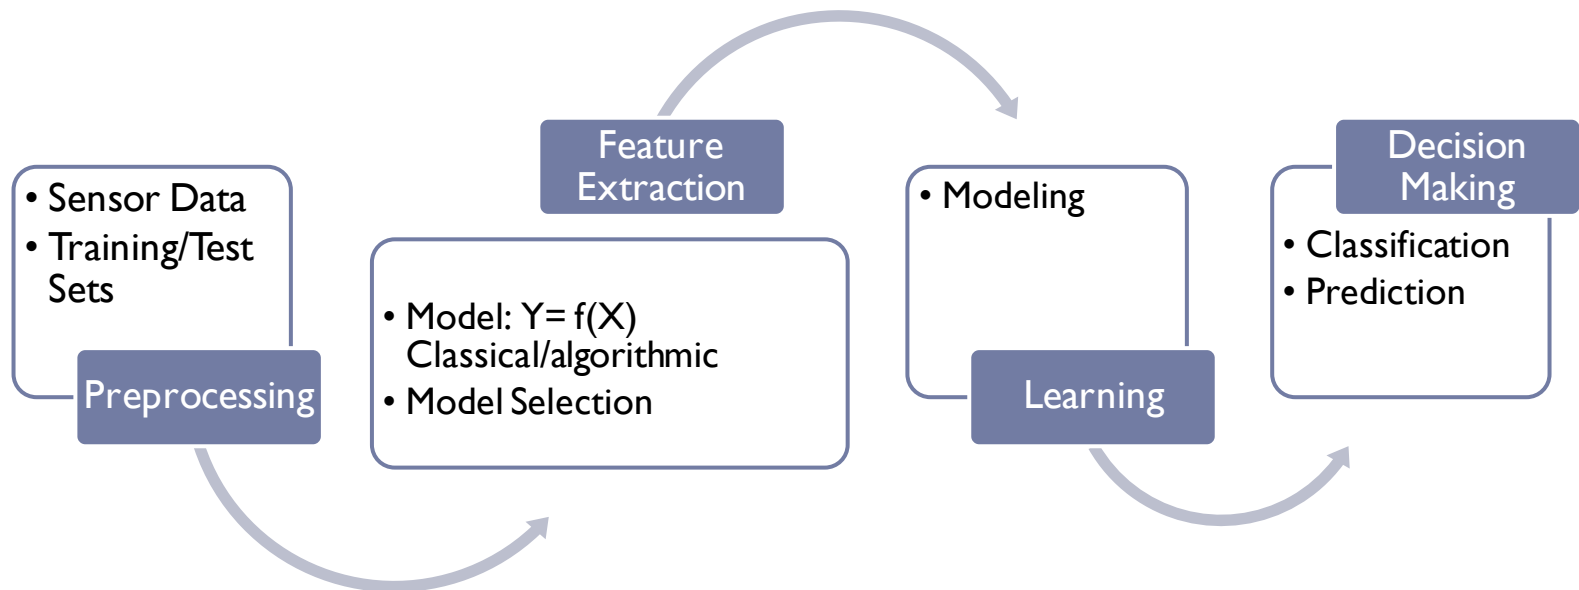 • Sensor Data
• Training/Test
Sets
Preprocessing
Feature
Extraction
• Model: Y= f(X)
Classical/algorithmic
• Model Selection
• Modeling
Learning
Decision
Making
• Classification
• Prediction